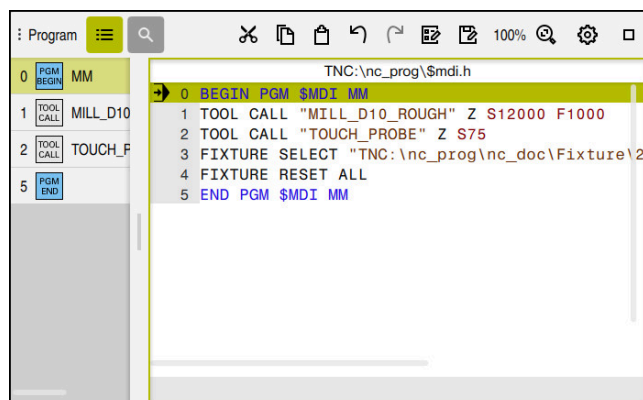 Program
100%
0 PGM BEGIN MM
1 TOOL CALL MILL_D10
2 TOOL CALL TOUCH_P
5 PGM END
TNC:\nc_prog\$mdi.h
0 BEGIN PGM $MDI MM
1 TOOL CALL "MILL_D10_ROUGH" Z S12000 F1000
2 TOOL CALL "TOUCH_PROBE" Z S75
3 FIXTURE SELECT "TNC:\nc_prog\nc_doc\Fixture\2
4 FIXTURE RESET ALL
5 END PGM $MDI MM